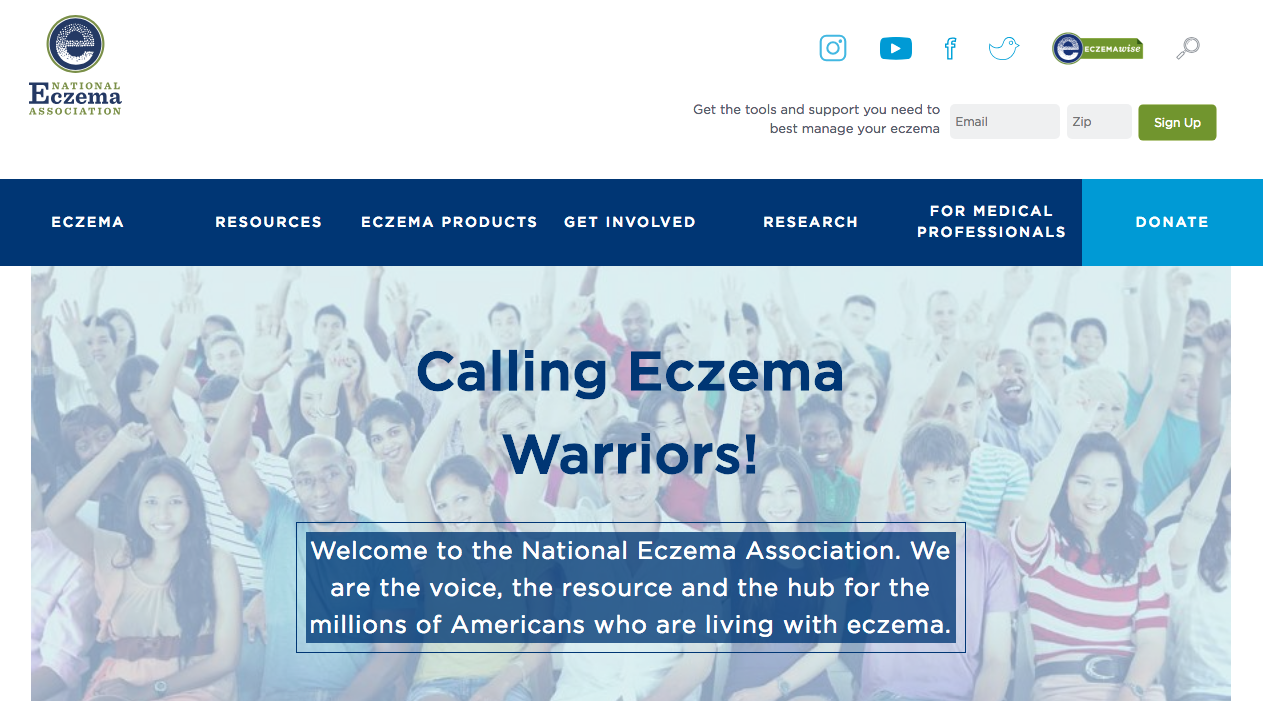 NATIONAL
Eczema
ASSOCIATION
ECZEMAwise
Get the tools and support you need to
best manage your eczema
Email
Zip
Sign Up
ECZEMA
RESOURCES
ECZEMA PRODUCTS
GET INVOLVED
RESEARCH
FOR MEDICAL
PROFESSIONALS
DONATE
Calling Eczema
Warriors!
Welcome to the National Eczema Association. We
are the voice, the resource and the hub for the
millions of Americans who are living with eczema.